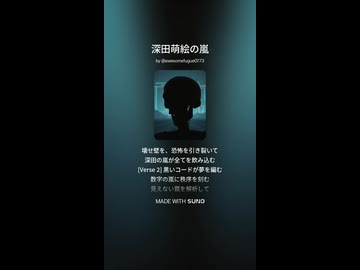 深田萌絵の嵐
by @awesomefugue0773
壊せ壁を、恐怖を引き裂いて
深田の嵐が全てを飲み込む
[Verse 2] 黒いコードが夢を編む
数字の嵐に秩序を刻む
見えない罠を解析して
MADE WITH SUNO